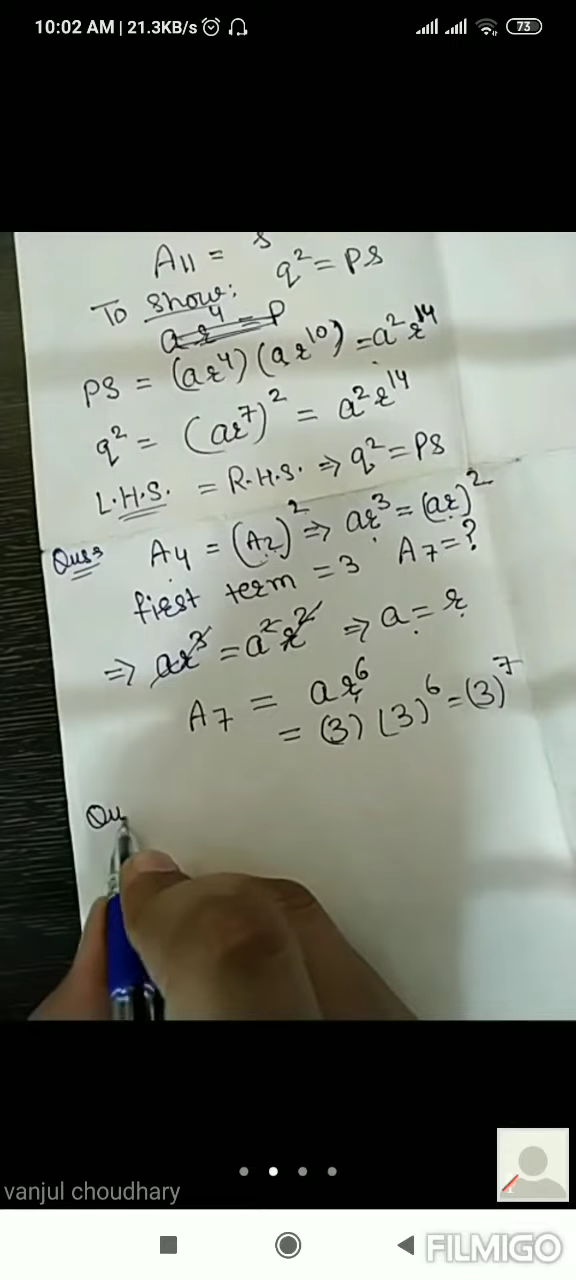 10:02 AM | 21.3KB/s
73
A₁₁ = s
To show: q² = ps
ar⁴ = p
ps = (ar⁴) (ar¹⁰) = a²r¹⁴
q² = (ar⁷)² = a²r¹⁴
L.H.S. = R.H.S. ⇒ q² = ps
Ques A₄ = (A₂)² ⇒ ar³ = (ar)²
first term = 3 A₇ = ?
⇒ ar³ = a²r² ⇒ a = r
A₇ = ar⁶
= (3) (3)⁶ = (3)⁷
Qu
vanjul choudhary
FILMIGO